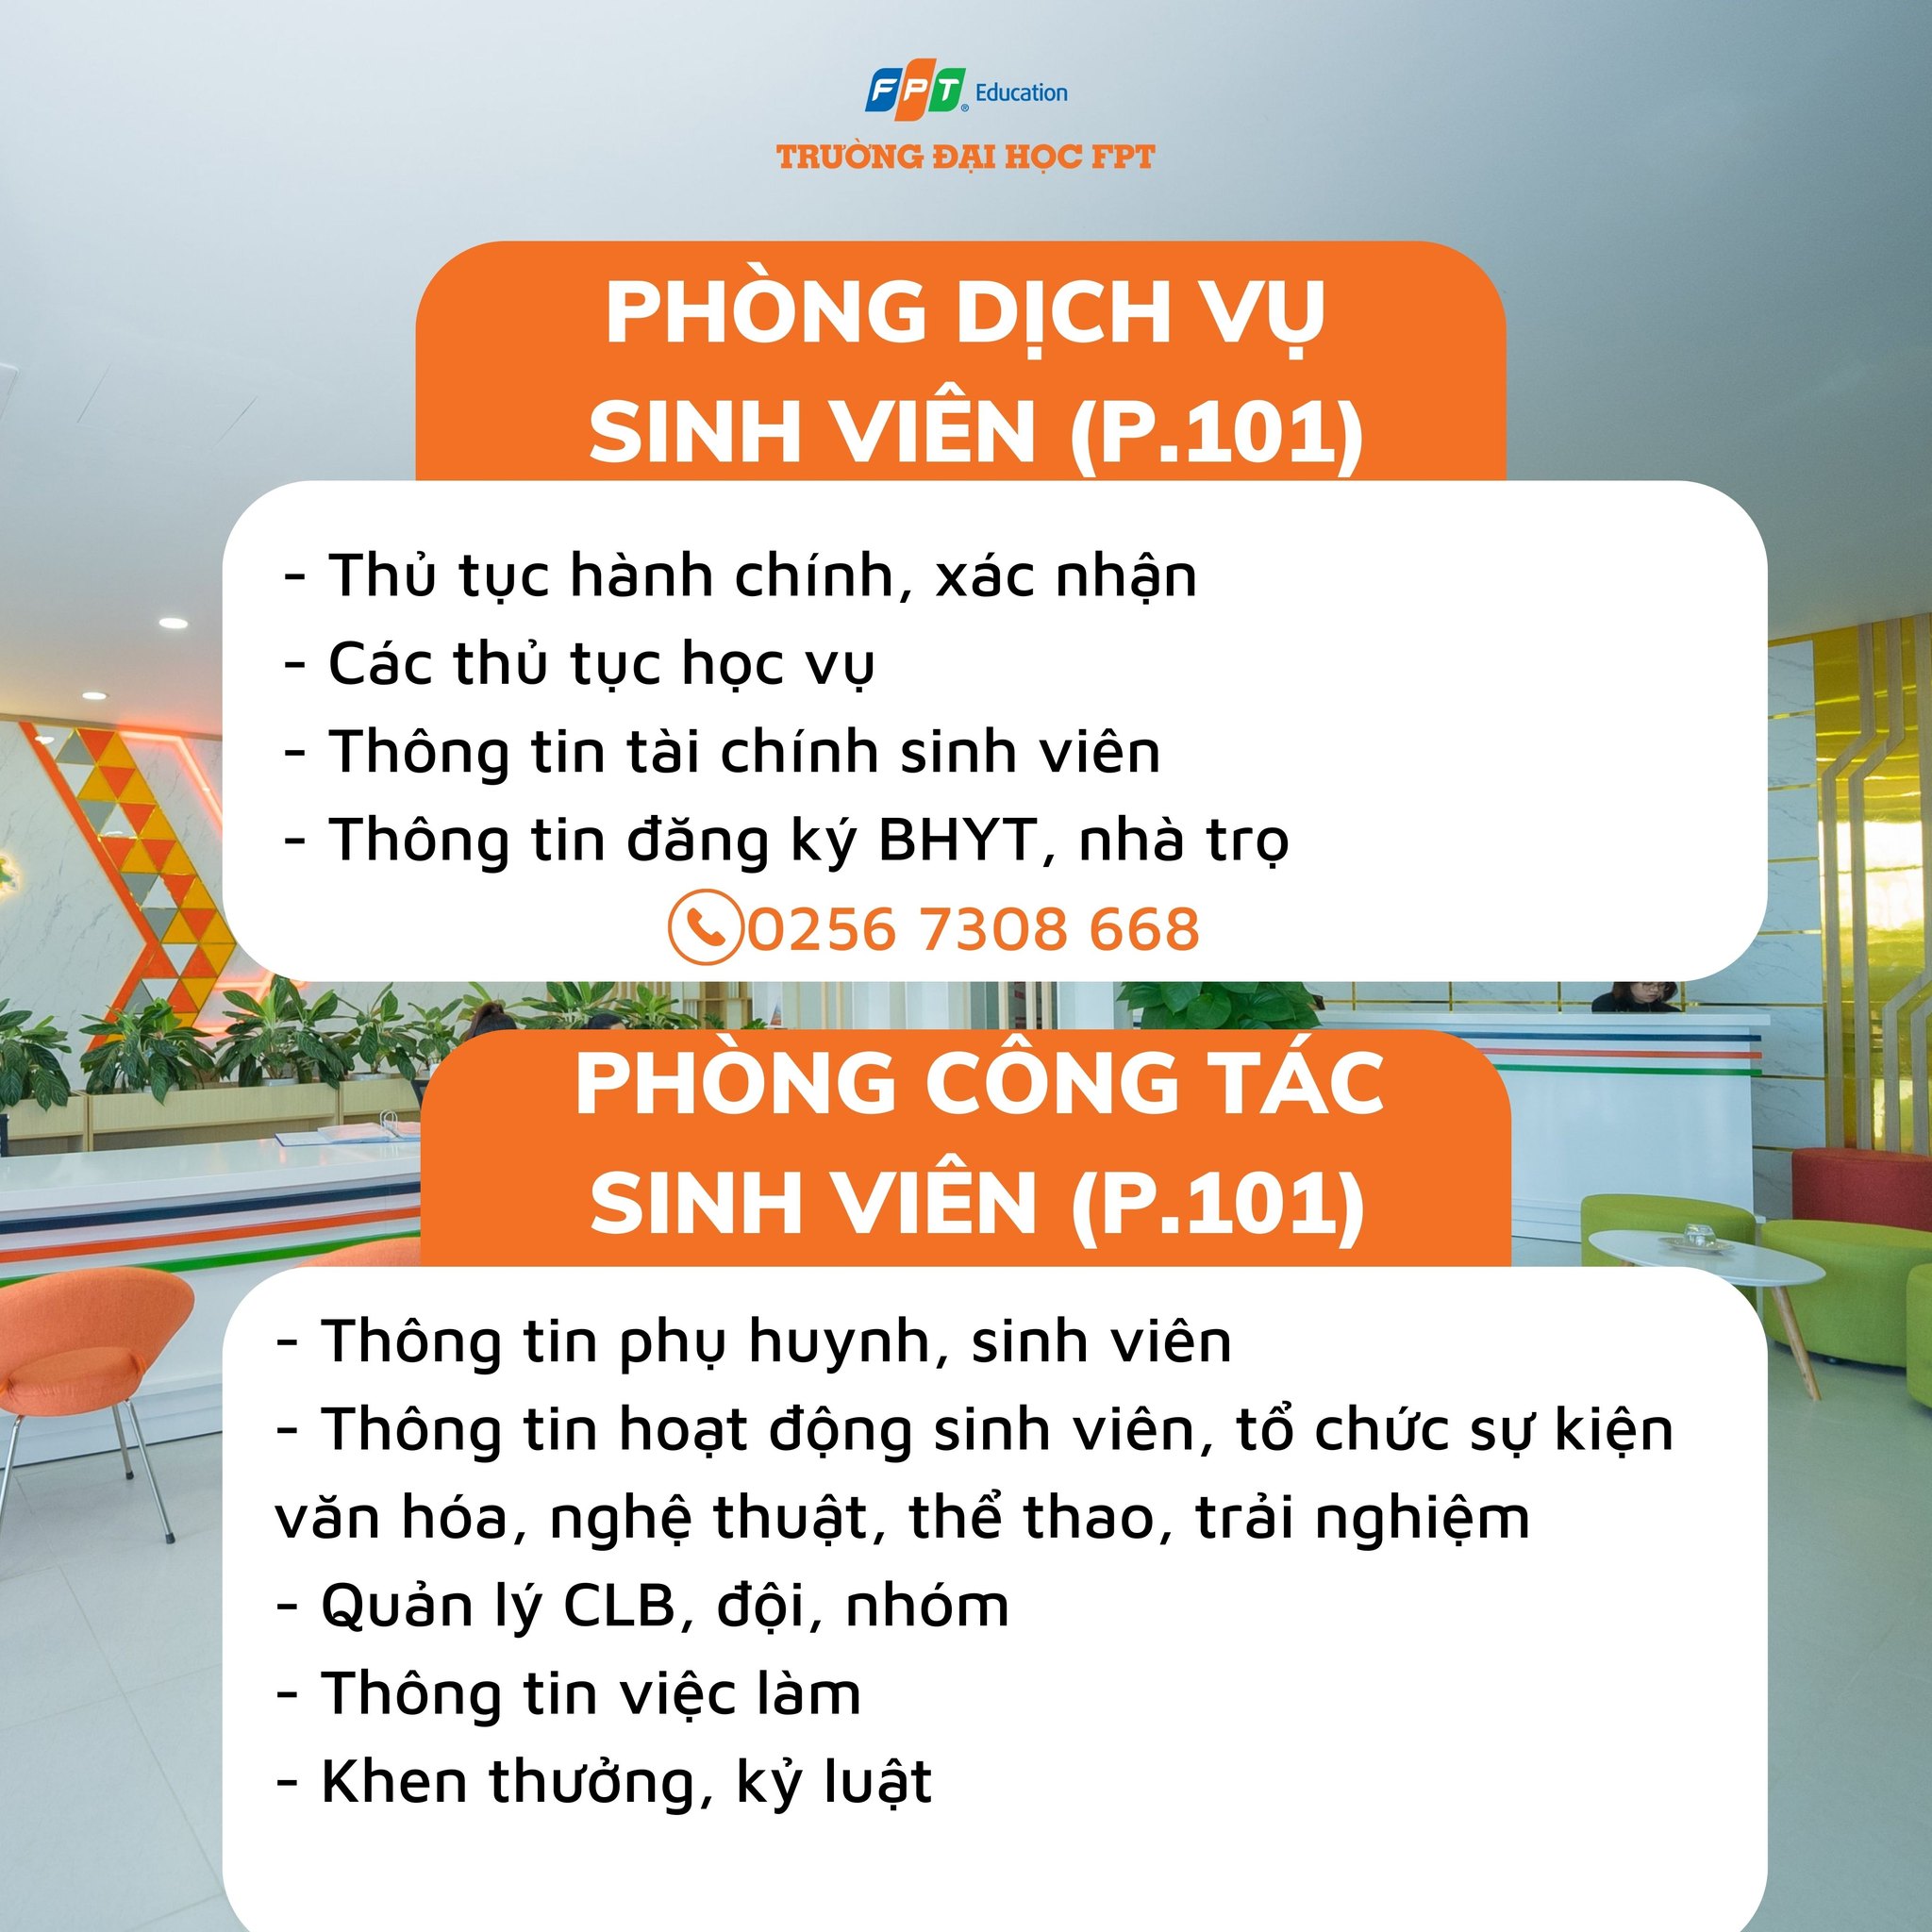 FPT® Education
TRƯỜNG ĐẠI HỌC FPT
PHÒNG DỊCH VỤ
SINH VIÊN (P.101)
- Thủ tục hành chính, xác nhận
- Các thủ tục học vụ
- Thông tin tài chính sinh viên
- Thông tin đăng ký BHYT, nhà trọ
0256 7308 668
PHÒNG CÔNG TÁC
SINH VIÊN (P.101)
- Thông tin phụ huynh, sinh viên
- Thông tin hoạt động sinh viên, tổ chức sự kiện
văn hóa, nghệ thuật, thể thao, trải nghiệm
- Quản lý CLB, đội, nhóm
- Thông tin việc làm
- Khen thưởng, kỷ luật